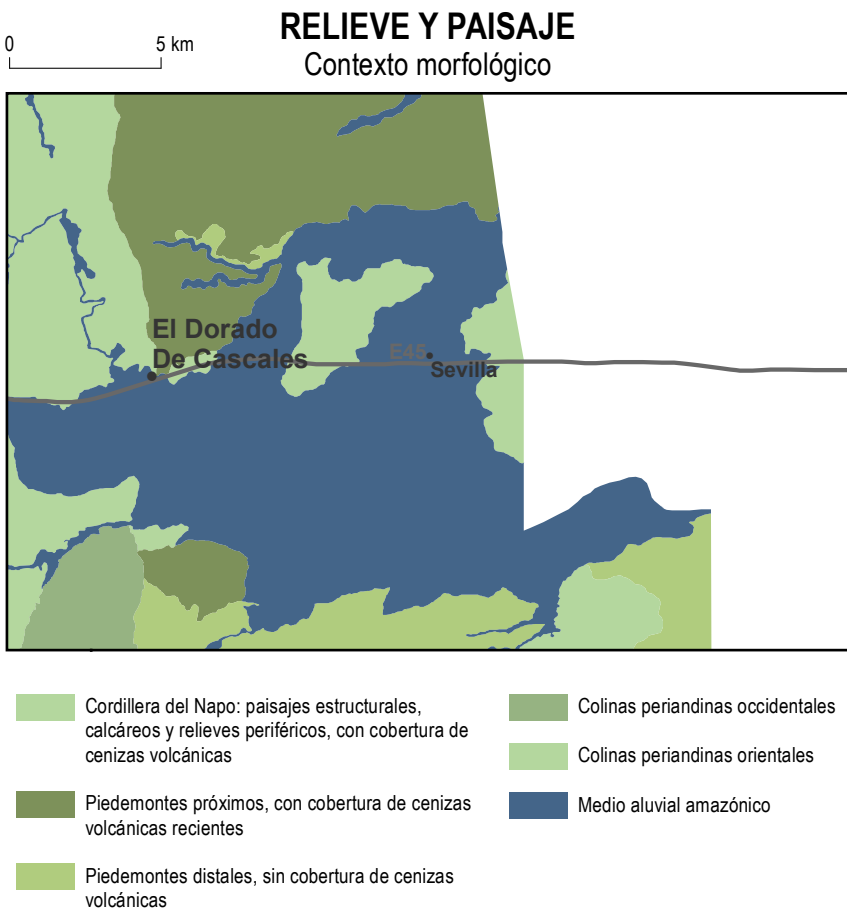 RELIEVE Y PAISAJE
Contexto morfológico
0 5 km
El Dorado
De Cascales
E45
Sevilla
Cordillera del Napo: paisajes estructurales,
calcáreos y relieves periféricos, con cobertura de
cenizas volcánicas
Piedemontes próximos, con cobertura de cenizas
volcánicas recientes
Piedemontes distales, sin cobertura de cenizas
volcánicas
Colinas periandinas occidentales
Colinas periandinas orientales
Medio aluvial amazónico